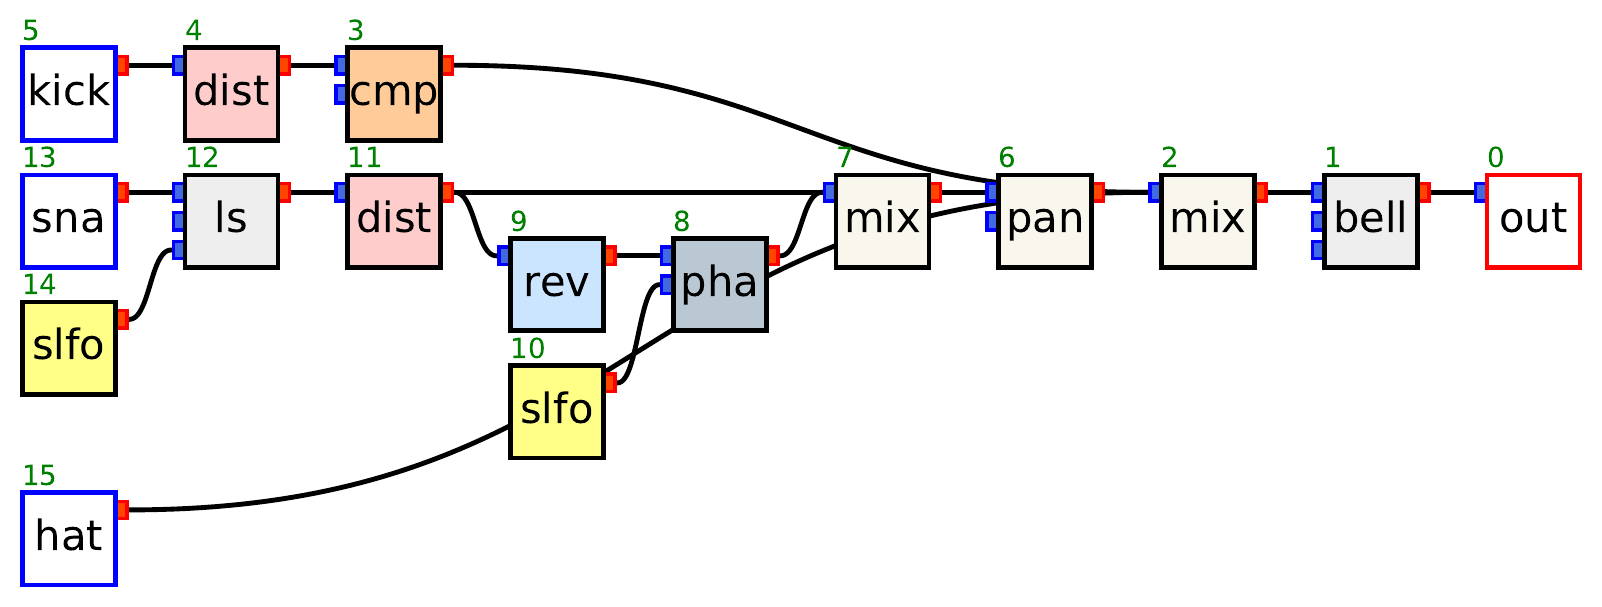 5
kick
4
dist
3
cmp
13
sna
12
ls
11
dist
7
mix
6
pan
2
mix
1
bell
0
out
14
slfo
9
rev
8
pha
10
slfo
15
hat